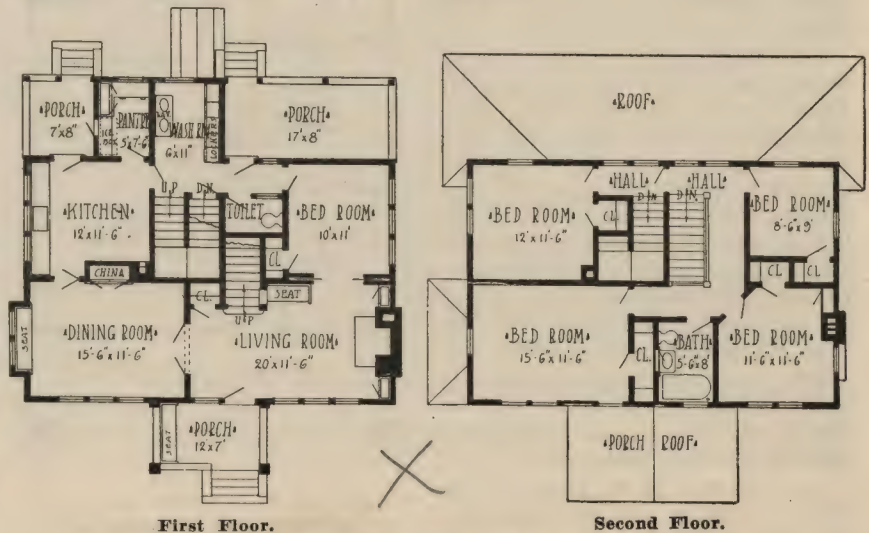 PORCH
7'x8'
ICE BOX
PANTRY
5'x7'-6"
WASH RM
6'x11'
LOCKERS
PORCH
17'x8'
KITCHEN
12'x11'-6"
UP
DN
TOILET
BED ROOM
10'x11'
CL
CHINA
CL.
SEAT
UP
SEAT
DINING ROOM
15'-6"x11'-6"
LIVING ROOM
20'x11'-6"
SEAT
PORCH
12'x7'
First Floor.
ROOF
HALL
HALL
DN
DN.
BED ROOM
12'x11'-6"
CL
BED ROOM
8'-6"x9'
CL
CL
BED ROOM
15'-6"x11'-6"
CL.
BATH
5'-6"x8'
BED ROOM
11'-6"x11'-6"
PORCH ROOF
Second Floor.